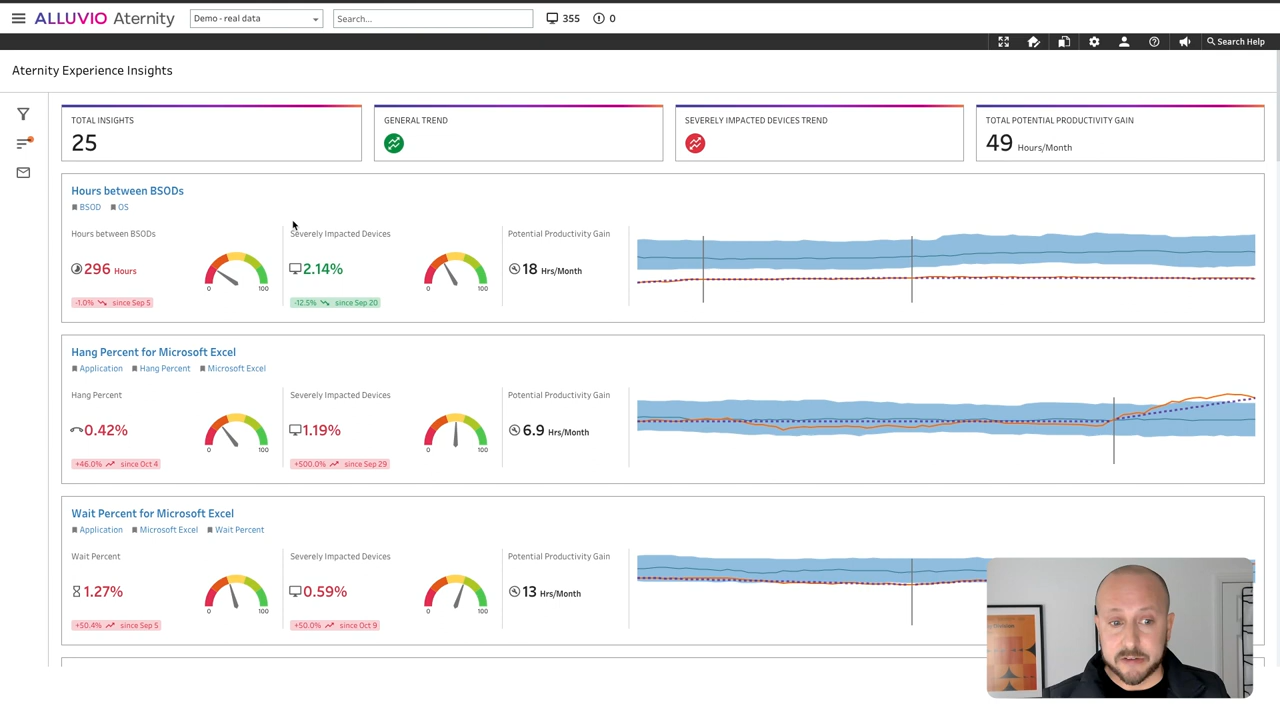 ALLUVIO Aternity
Demo - real data
Search...
355
0
Search Help
Aternity Experience Insights
TOTAL INSIGHTS
25
GENERAL TREND
SEVERELY IMPACTED DEVICES TREND
TOTAL POTENTIAL PRODUCTIVITY GAIN
49 Hours/Month
Hours between BSODs
BSOD OS
Hours between BSODs
296 Hours
-1.0% since Sep 5
0 100
Severely Impacted Devices
2.14%
-12.5% since Sep 20
0 100
Potential Productivity Gain
18 Hrs/Month
Hang Percent for Microsoft Excel
Application Hang Percent Microsoft Excel
Hang Percent
0.42%
+46.0% since Oct 4
0 100
Severely Impacted Devices
1.19%
+500.0% since Sep 29
0 100
Potential Productivity Gain
6.9 Hrs/Month
Wait Percent for Microsoft Excel
Application Microsoft Excel Wait Percent
Wait Percent
1.27%
+50.4% since Sep 5
0 100
Severely Impacted Devices
0.59%
+50.0% since Oct 9
0 100
Potential Productivity Gain
13 Hrs/Month